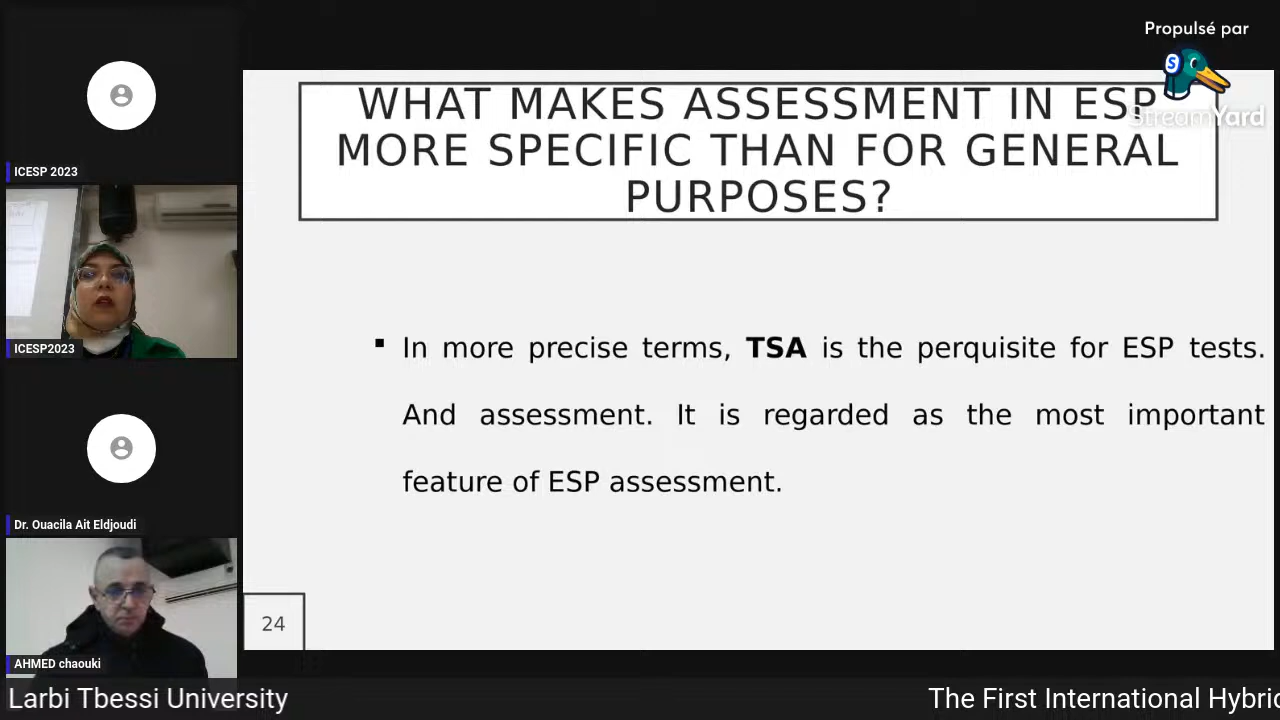 Propulsé par
S
StreamYard
ICESP 2023
ICESP2023
Dr. Ouacila Ait Eldjoudi
AHMED chaouki
WHAT MAKES ASSESSMENT IN ESP
MORE SPECIFIC THAN FOR GENERAL
PURPOSES?
▪ In more precise terms, TSA is the perquisite for ESP tests.
And assessment. It is regarded as the most important
feature of ESP assessment.
24
Larbi Tbessi University
The First International Hybri